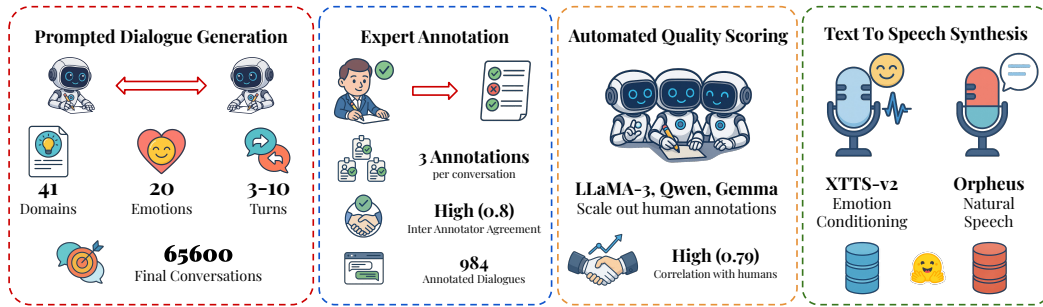 Prompted Dialogue Generation
41
Domains
20
Emotions
3-10
Turns
65600
Final Conversations
Expert Annotation
3 Annotations
per conversation
High (0.8)
Inter Annotator Agreement
984
Annotated Dialogues
Automated Quality Scoring
LLaMA-3, Qwen, Gemma
Scale out human annotations
High (0.79)
Correlation with humans
Text To Speech Synthesis
XTTS-v2
Emotion
Conditioning
Orpheus
Natural
Speech